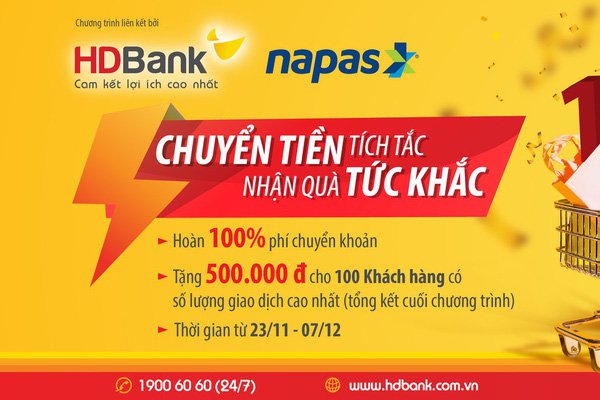 Chương trình liên kết bởi
HDBank
Cam kết lợi ích cao nhất
napas
CHUYỂN TIỀN TÍCH TẮC
NHẬN QUÀ TỨC KHẮC
Hoàn 100% phí chuyển khoản
Tặng 500.000 đ cho 100 Khách hàng có
số lượng giao dịch cao nhất (tổng kết cuối chương trình)
Thời gian từ 23/11 - 07/12
1900 60 60 (24/7)
www.hdbank.com.vn